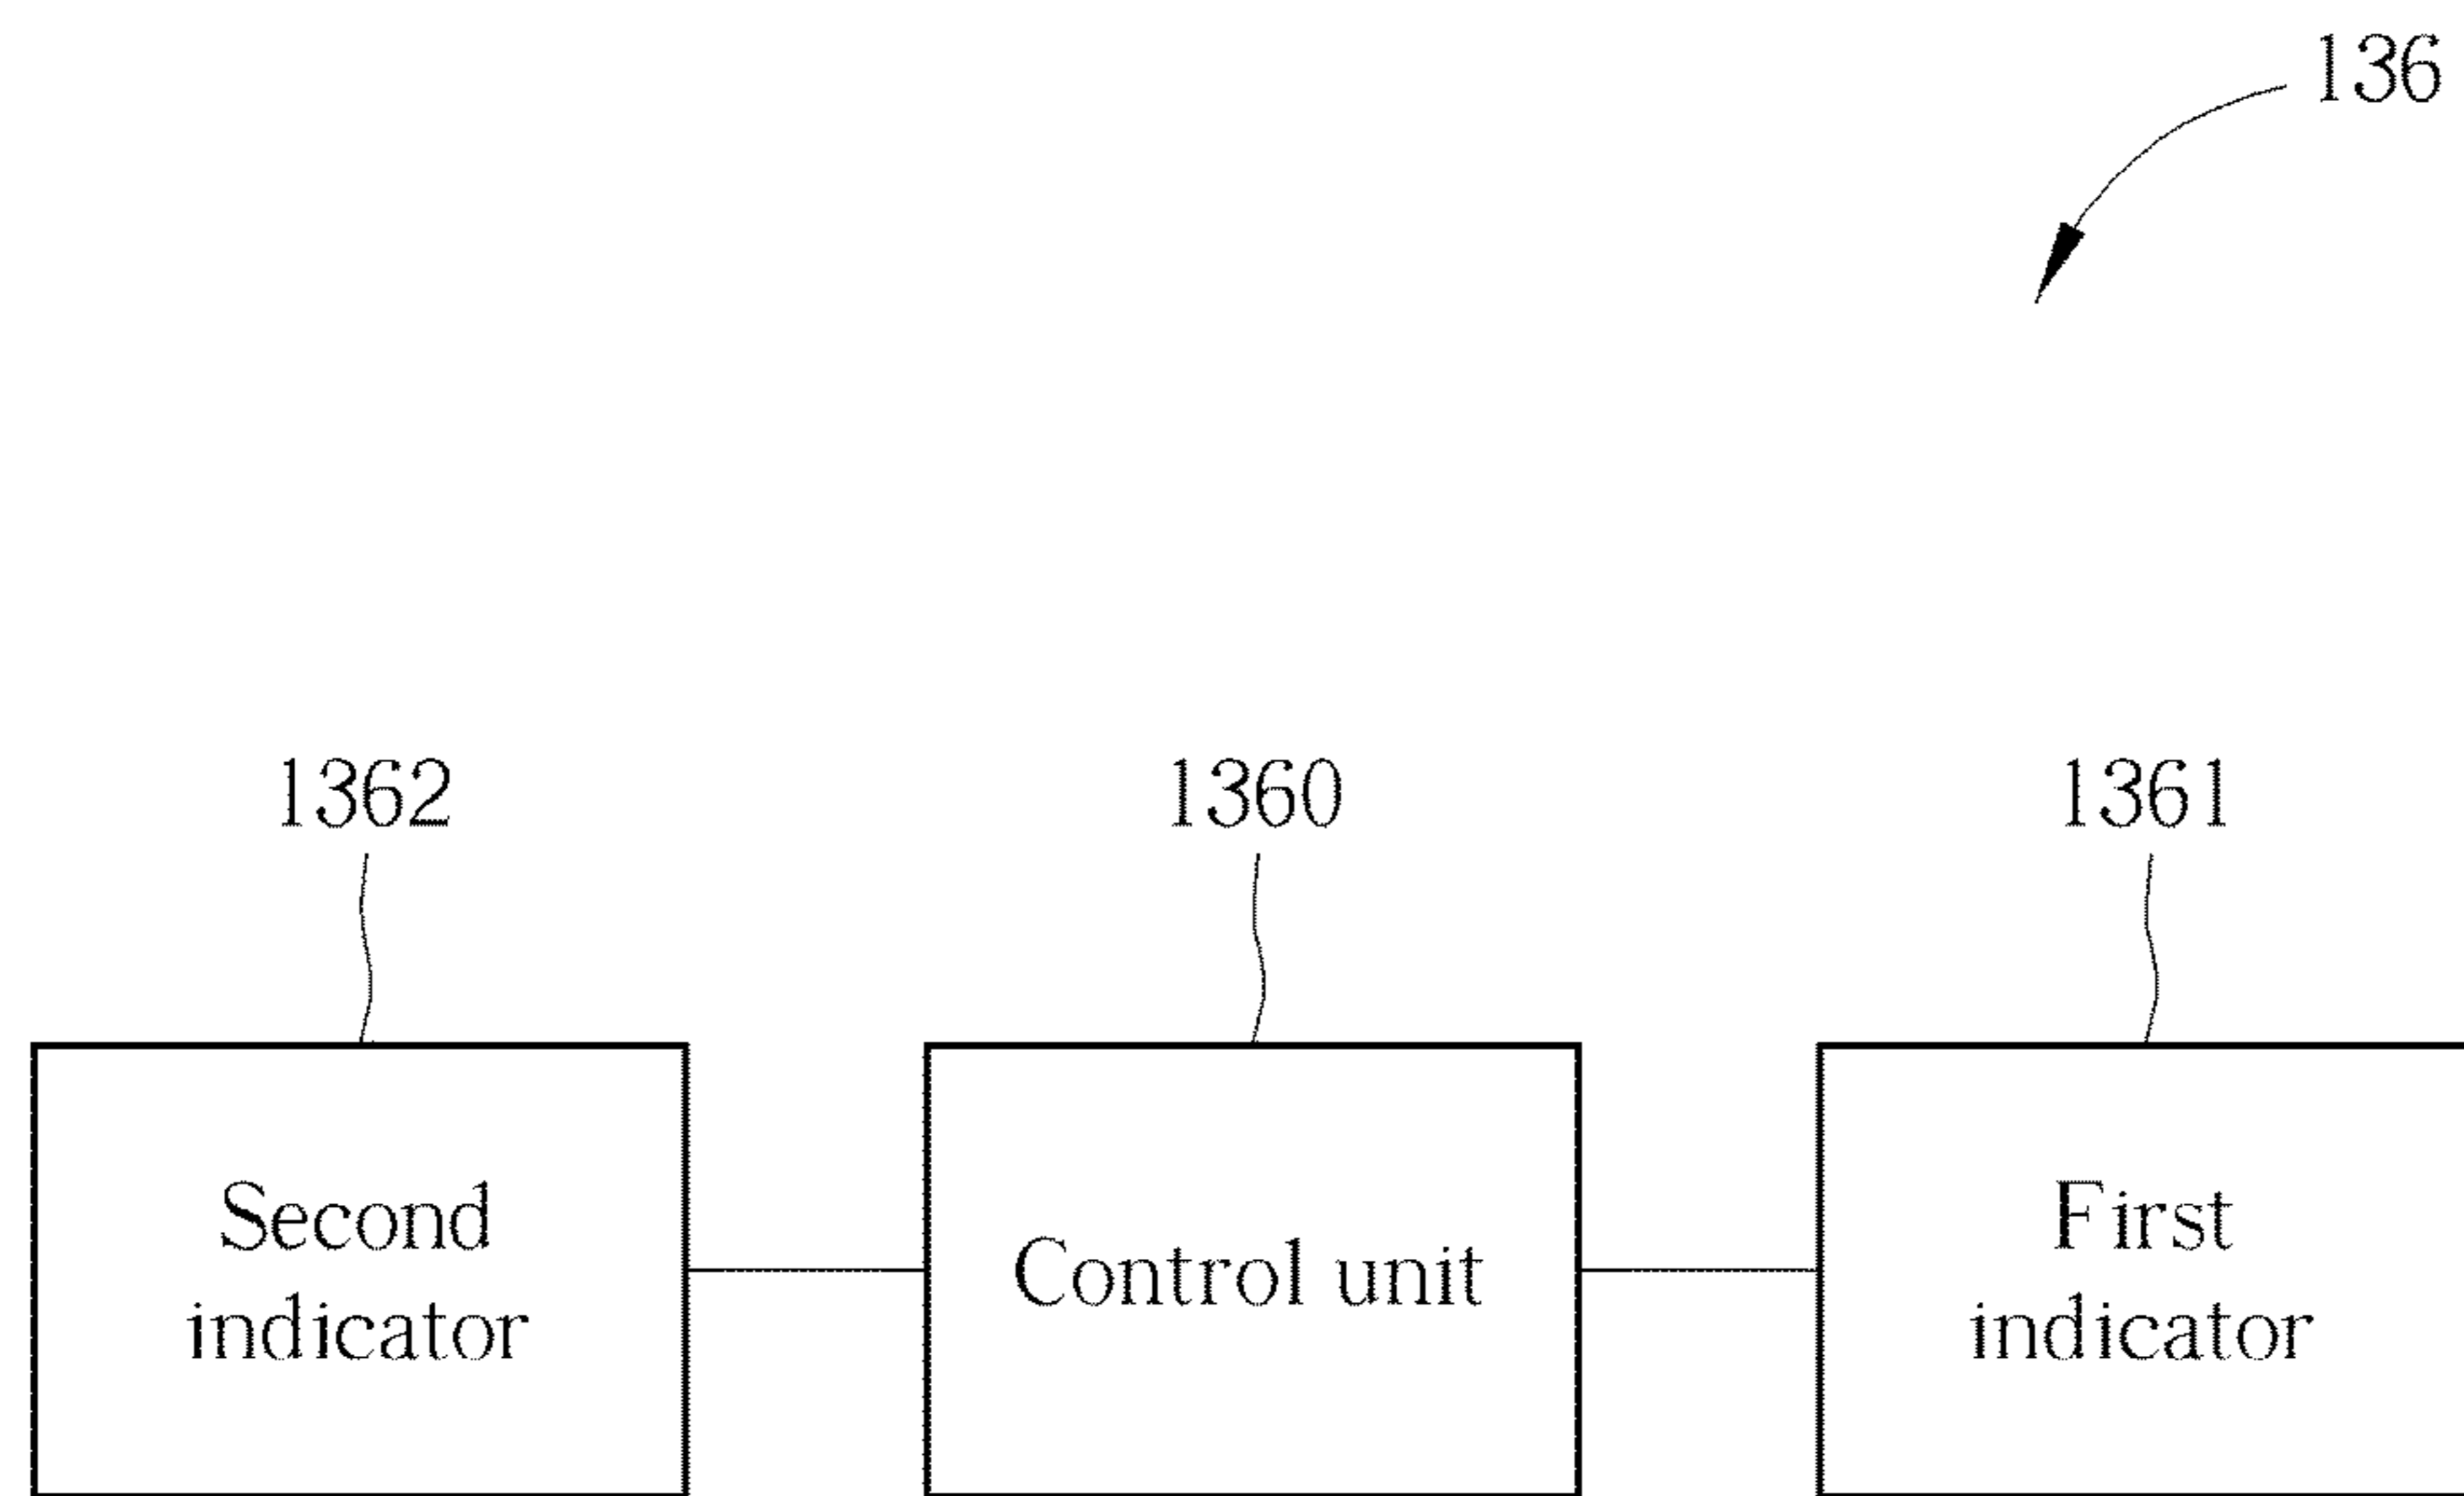 136
1362
1360
1361
Second
indicator
Control unit
First
indicator